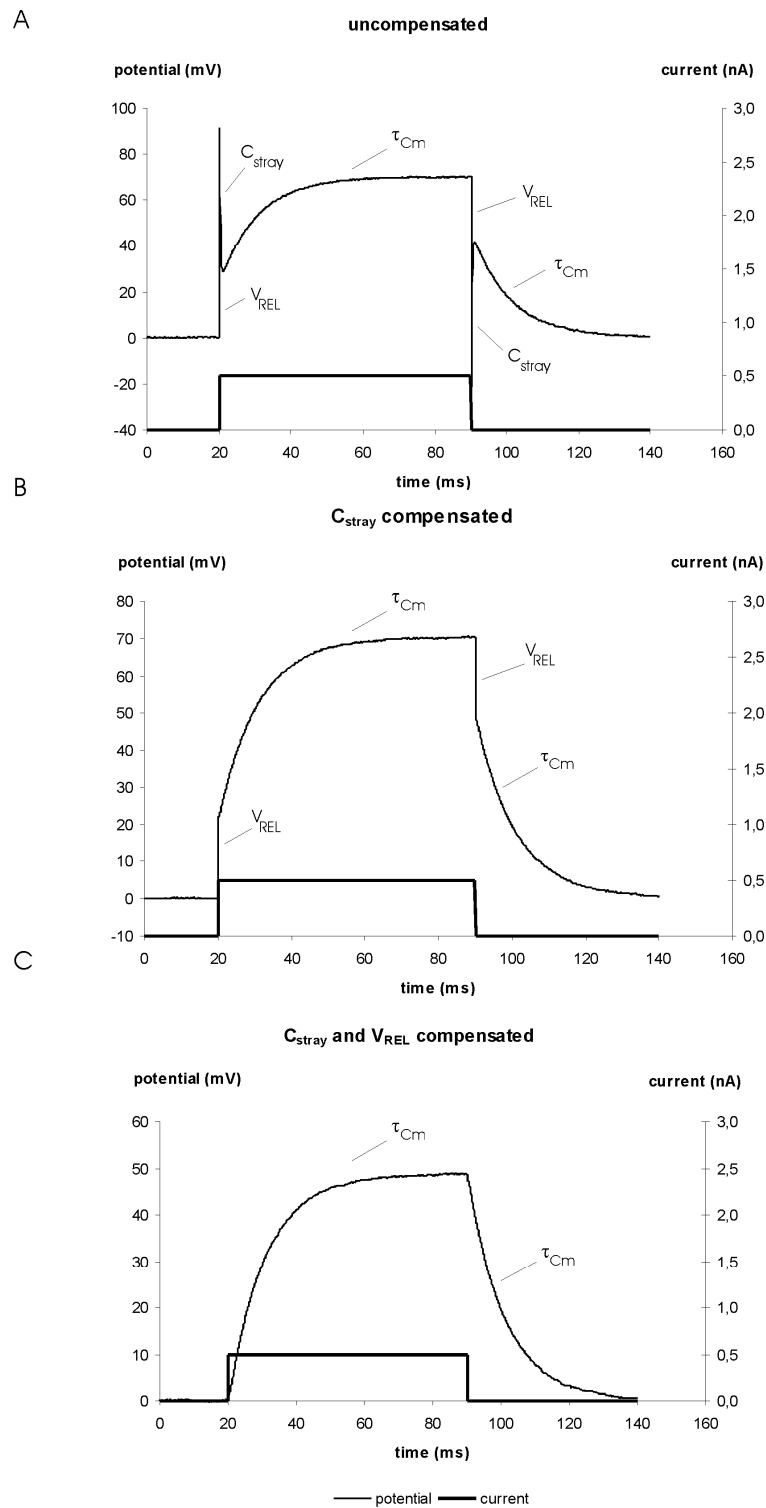 A
uncompensated
potential (mV)
current (nA)
100
80
60
40
20
0
-20
-40
3,0
2,5
2,0
1,5
1,0
0,5
0,0
C stray
τ Cm
V REL
V REL
τ Cm
C stray
0 20 40 60 80 100 120 140 160
time (ms)
B
C stray compensated
potential (mV)
current (nA)
80
70
60
50
40
30
20
10
0
-10
3,0
2,5
2,0
1,5
1,0
0,5
0,0
τ Cm
V REL
τ Cm
V REL
0 20 40 60 80 100 120 140 160
time (ms)
C
C stray and V REL compensated
potential (mV)
current (nA)
60
50
40
30
20
10
0
3,0
2,5
2,0
1,5
1,0
0,5
0,0
τ Cm
τ Cm
0 20 40 60 80 100 120 140 160
time (ms)
potential current